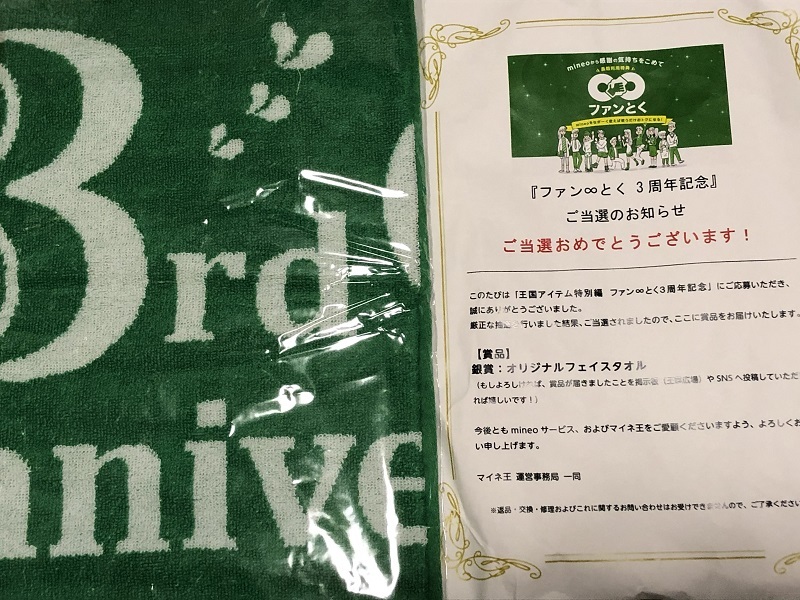 3rd
nnive
mineoから感謝の気持ちをこめて
長期利用特典
ファンとく
『ファン∞とく 3周年記念』
ご当選のお知らせ
ご当選おめでとうございます！
このたびは「王国アイテム特別編 ファン∞とく3周年記念」にご応募いただき、
誠にありがとうございました。
厳正な抽選を行いました結果、ご当選されましたので、ここに賞品をお届けいたします。
【賞品】
銀賞：オリジナルフェイスタオル
（もしよろしければ、賞品が届きましたことを掲示板（王国広場）やSNSへ投稿していただ
れば嬉しいです！）
今後とも mineo サービス、およびマイネ王をご愛顧くださいますよう、よろしくお
い申し上げます。
マイネ王 運営事務局 一同
※返品・交換・修理およびこれに関するお問い合わせはお受けできませんので、ご了承ください